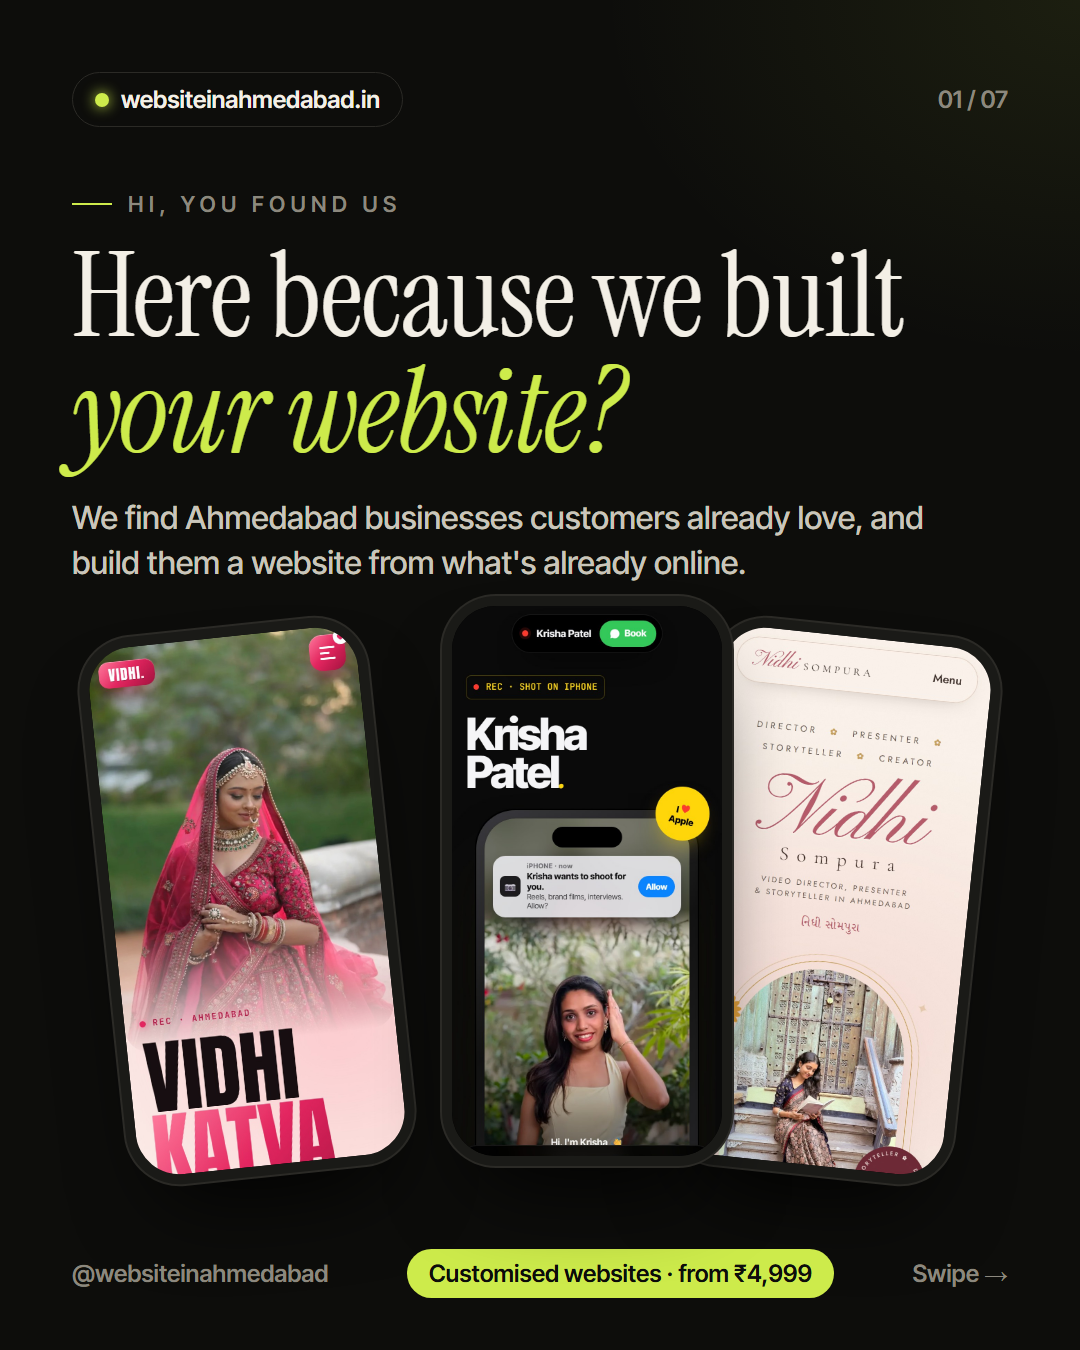 websiteinahmedabad.in
01 / 07
HI, YOU FOUND US
Here because we built
your website?
We find Ahmedabad businesses customers already love, and
build them a website from what's already online.
VIDHI.
REC · AHMEDABAD
VIDHI
KATVA
Krisha Patel
Book
REC · SHOT ON IPHONE
Krisha
Patel.
I ❤️
Apple
iPHONE · now
Krisha wants to shoot for
you.
Reels, brand films, interviews.
Allow?
Allow
Hi, I'm Krisha 👋
Nidhi SOMPURA
Menu
DIRECTOR ✿ PRESENTER ✿
STORYTELLER ✿ CREATOR
Nidhi
Sompura
VIDEO DIRECTOR, PRESENTER
& STORYTELLER IN AHMEDABAD
નિધી સોમપુરા
@websiteinahmedabad
Customised websites · from ₹4,999
Swipe →